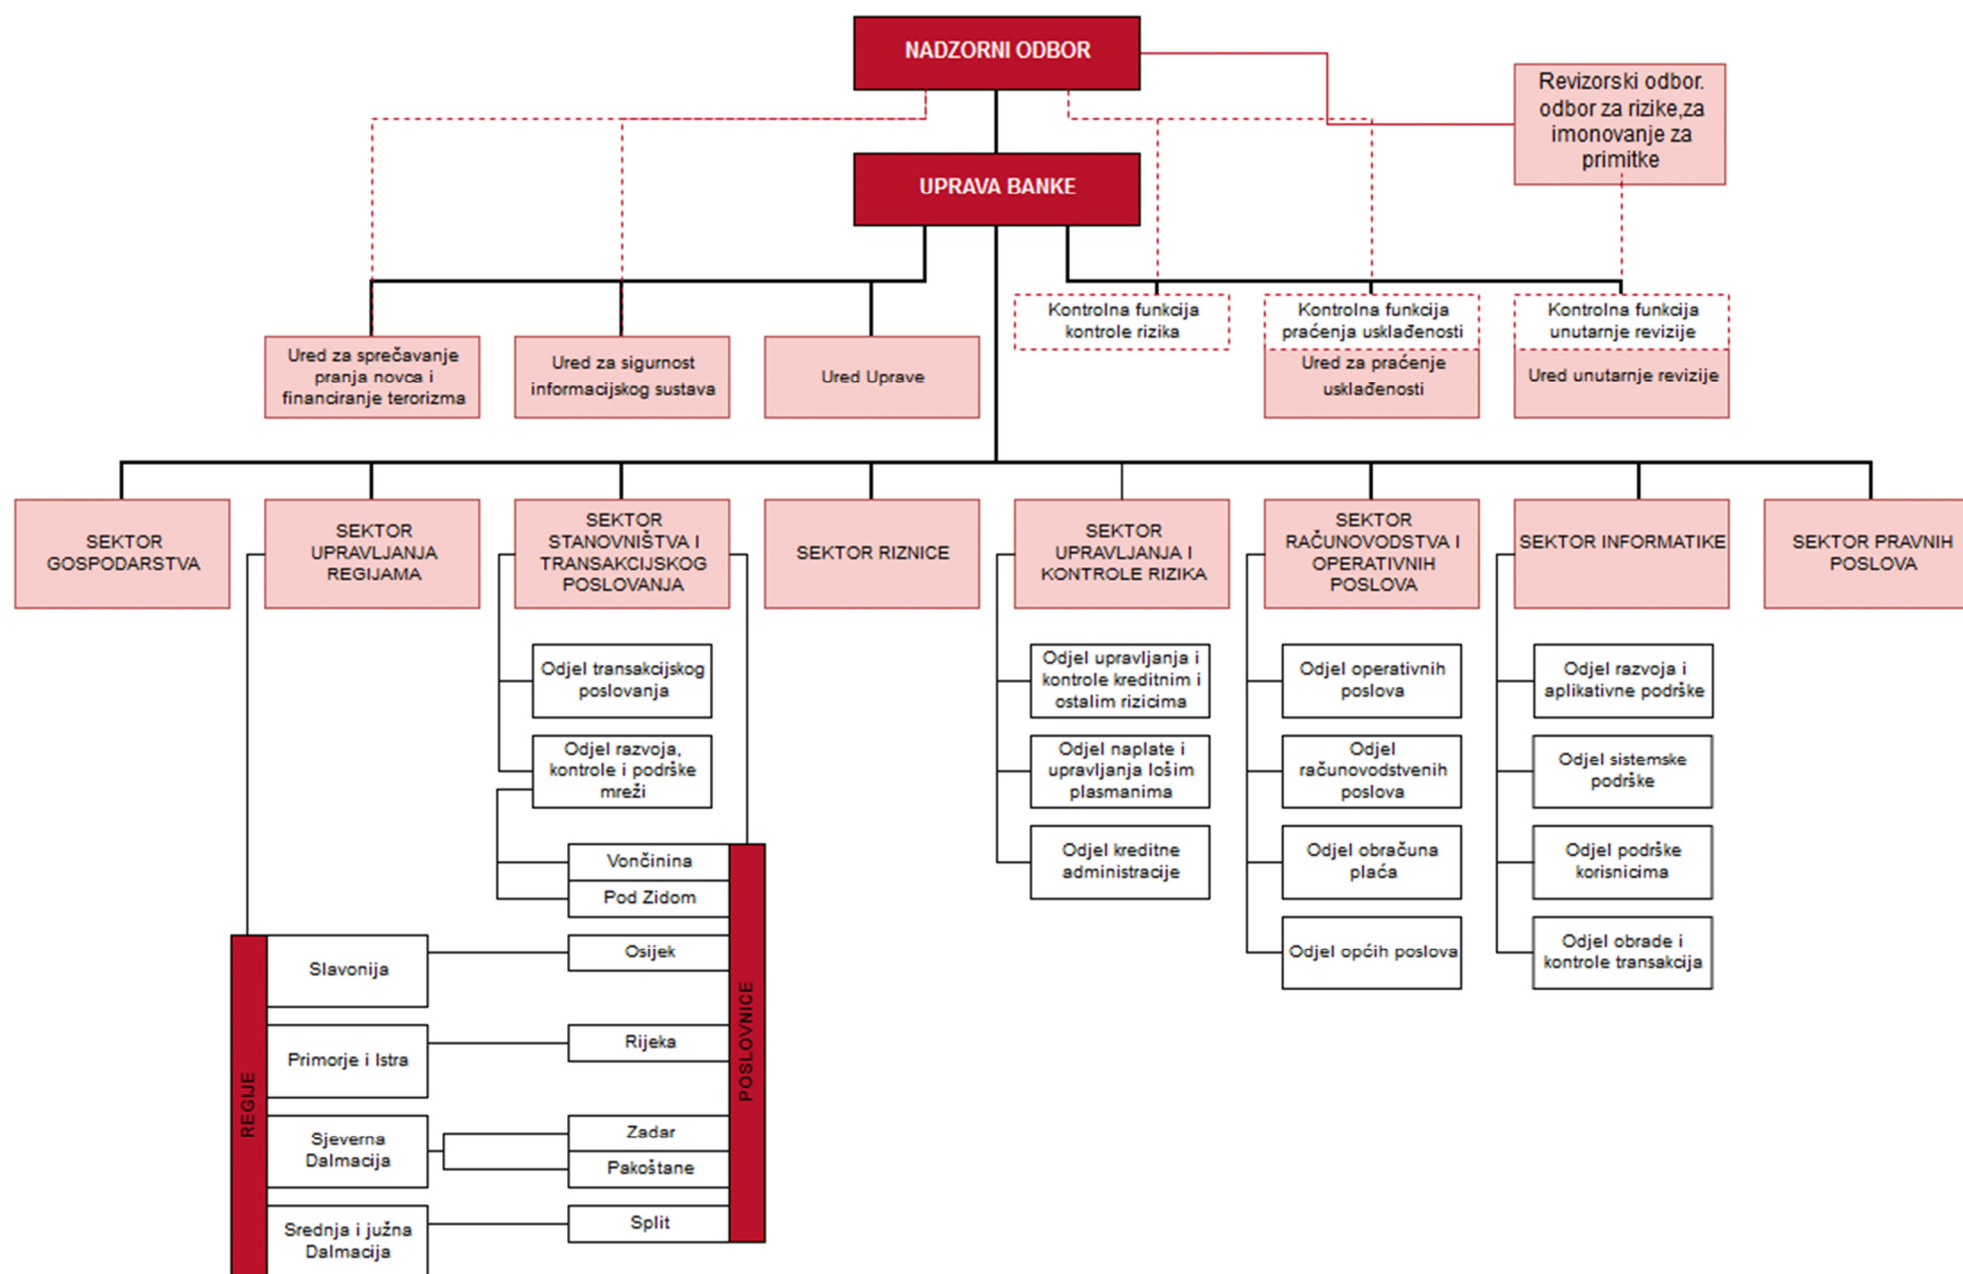 NADZORNI ODBOR
Revizorski odbor.
odbor za rizike,za
imonovanje za
primitke
UPRAVA BANKE
Kontrolna funkcija
kontrole rizika
Kontrolna funkcija
praćenja usklađenosti
Kontrolna funkcija
unutarnje revizije
Ured za sprečavanje
pranja novca i
financiranje terorizma
Ured za sigurnost
informacijskog sustava
Ured Uprave
Ured za praćenje
usklađenosti
Ured unutarnje revizije
SEKTOR
GOSPODARSTVA
SEKTOR
UPRAVLJANJA
REGIJAMA
SEKTOR
STANOVNIŠTVA I
TRANSAKCIJSKOG
POSLOVANJA
SEKTOR RIZNICE
SEKTOR
UPRAVLJANJA I
KONTROLE RIZIKA
SEKTOR
RAČUNOVODSTVA I
OPERATIVNIH
POSLOVA
SEKTOR INFORMATIKE
SEKTOR PRAVNIH
POSLOVA
Odjel transakcijskog
poslovanja
Odjel razvoja,
kontrole i podrške
mreži
Odjel upravljanja i
kontrole kreditnim i
ostalim rizicima
Odjel naplate i
upravljanja lošim
plasmanima
Odjel kreditne
administracije
Odjel operativnih
poslova
Odjel
računovodstvenih
poslova
Odjel obračuna
plaća
Odjel općih poslova
Odjel razvoja i
aplikativne podrške
Odjel sistemske
podrške
Odjel podrške
korisnicima
Odjel obrade i
kontrole transakcija
Vončinina
Pod Zidom
Osijek
Rijeka
Zadar
Pakoštane
Split
POSLOVNICE
REGIJE
Slavonija
Primorje i Istra
Sjeverna
Dalmacija
Srednja i južna
Dalmacija